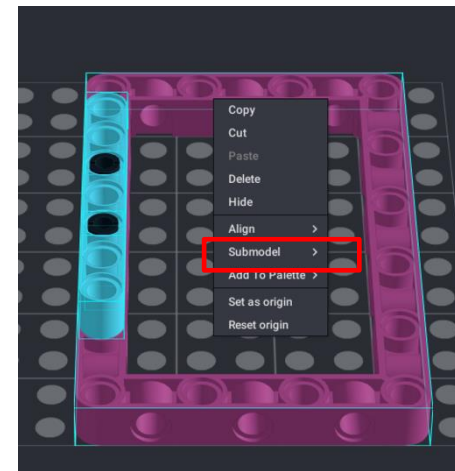 Copy
Cut
Paste
Delete
Hide
Align >
Submodel >
Add To Palette >
Set as origin
Reset origin